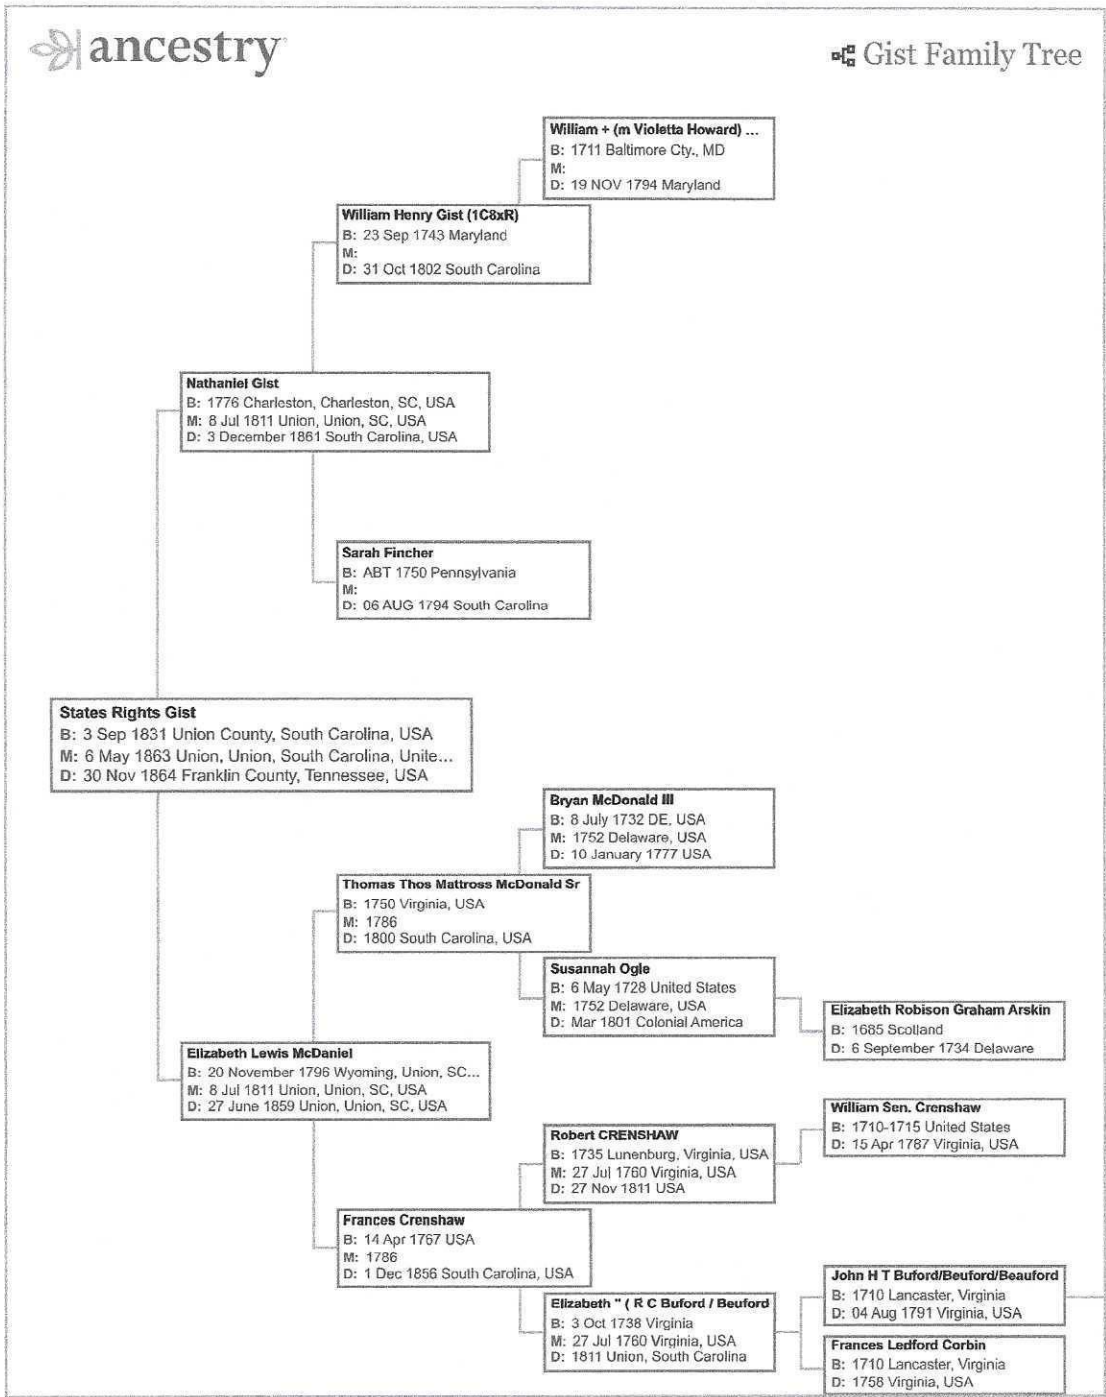 ancestry
Gist Family Tree
William + (m Violetta Howard) ...
B: 1711 Baltimore Cty., MD
M:
D: 19 NOV 1794 Maryland
William Henry Gist (1C8xR)
B: 23 Sep 1743 Maryland
M:
D: 31 Oct 1802 South Carolina
Nathaniel Gist
B: 1776 Charleston, Charleston, SC, USA
M: 8 Jul 1811 Union, Union, SC, USA
D: 3 December 1861 South Carolina, USA
Sarah Fincher
B: ABT 1750 Pennsylvania
M:
D: 06 AUG 1794 South Carolina
States Rights Gist
B: 3 Sep 1831 Union County, South Carolina, USA
M: 6 May 1863 Union, Union, South Carolina, Unite...
D: 30 Nov 1864 Franklin County, Tennessee, USA
Bryan McDonald III
B: 8 July 1732 DE, USA
M: 1752 Delaware, USA
D: 10 January 1777 USA
Thomas Thos Mattross McDonald Sr
B: 1750 Virginia, USA
M: 1786
D: 1800 South Carolina, USA
Susannah Ogle
B: 6 May 1728 United States
M: 1752 Delaware, USA
D: Mar 1801 Colonial America
Elizabeth Robison Graham Arskin
B: 1685 Scotland
D: 6 September 1734 Delaware
Elizabeth Lewis McDaniel
B: 20 November 1796 Wyoming, Union, SC...
M: 8 Jul 1811 Union, Union, SC, USA
D: 27 June 1859 Union, Union, SC, USA
William Sen. Crenshaw
B: 1710-1715 United States
D: 15 Apr 1787 Virginia, USA
Robert CRENSHAW
B: 1735 Lunenburg, Virginia, USA
M: 27 Jul 1760 Virginia, USA
D: 27 Nov 1811 USA
Frances Crenshaw
B: 14 Apr 1767 USA
M: 1786
D: 1 Dec 1856 South Carolina, USA
Elizabeth " ( R C Buford / Beuford
B: 3 Oct 1738 Virginia
M: 27 Jul 1760 Virginia, USA
D: 1811 Union, South Carolina
John H T Buford/Beuford/Beauford
B: 1710 Lancaster, Virginia
D: 04 Aug 1791 Virginia, USA
Frances Ledford Corbin
B: 1710 Lancaster, Virginia
D: 1758 Virginia, USA